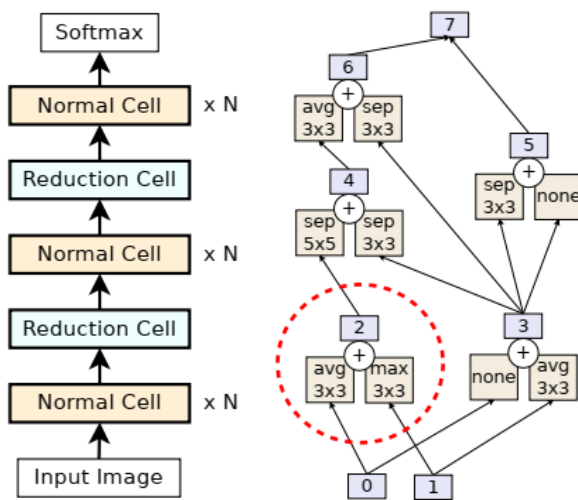 Softmax
Normal Cell x N
Reduction Cell
Normal Cell x N
Reduction Cell
Normal Cell x N
Input Image
7
6
+
avg
3x3
sep
3x3
5
+
sep
3x3
none
4
+
sep
5x5
sep
3x3
2
+
avg
3x3
max
3x3
3
+
none
avg
3x3
0
1